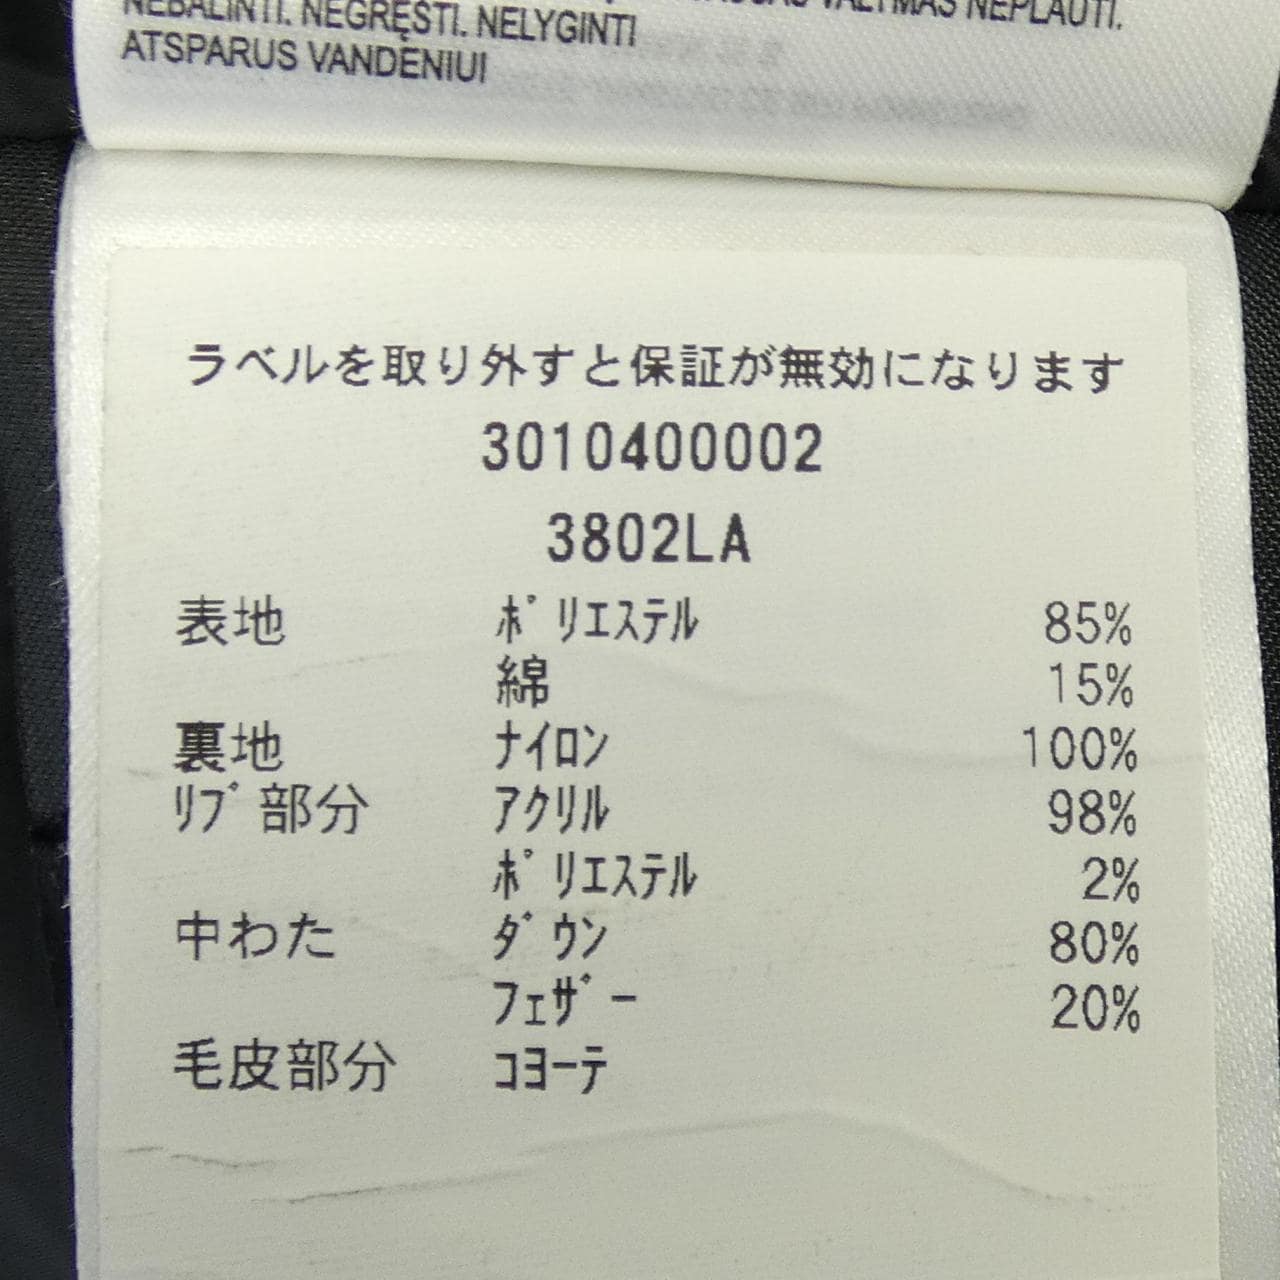 VALYMAS NEPLAUTI.
NEBALINTI. NEGRĘSTI. NELYGINTI
ATSPARUS VANDENIUI
ラベルを取り外すと保証が無効になります
3010400002
3802LA
表地 ﾎﾟﾘｴｽﾃﾙ 85%
綿 15%
裏地 ﾅｲﾛﾝ 100%
ﾘﾌﾞ部分 ｱｸﾘﾙ 98%
ﾎﾟﾘｴｽﾃﾙ 2%
中わた ﾀﾞｳﾝ 80%
ﾌｪｻﾞｰ 20%
毛皮部分 ｺﾖｰﾃ